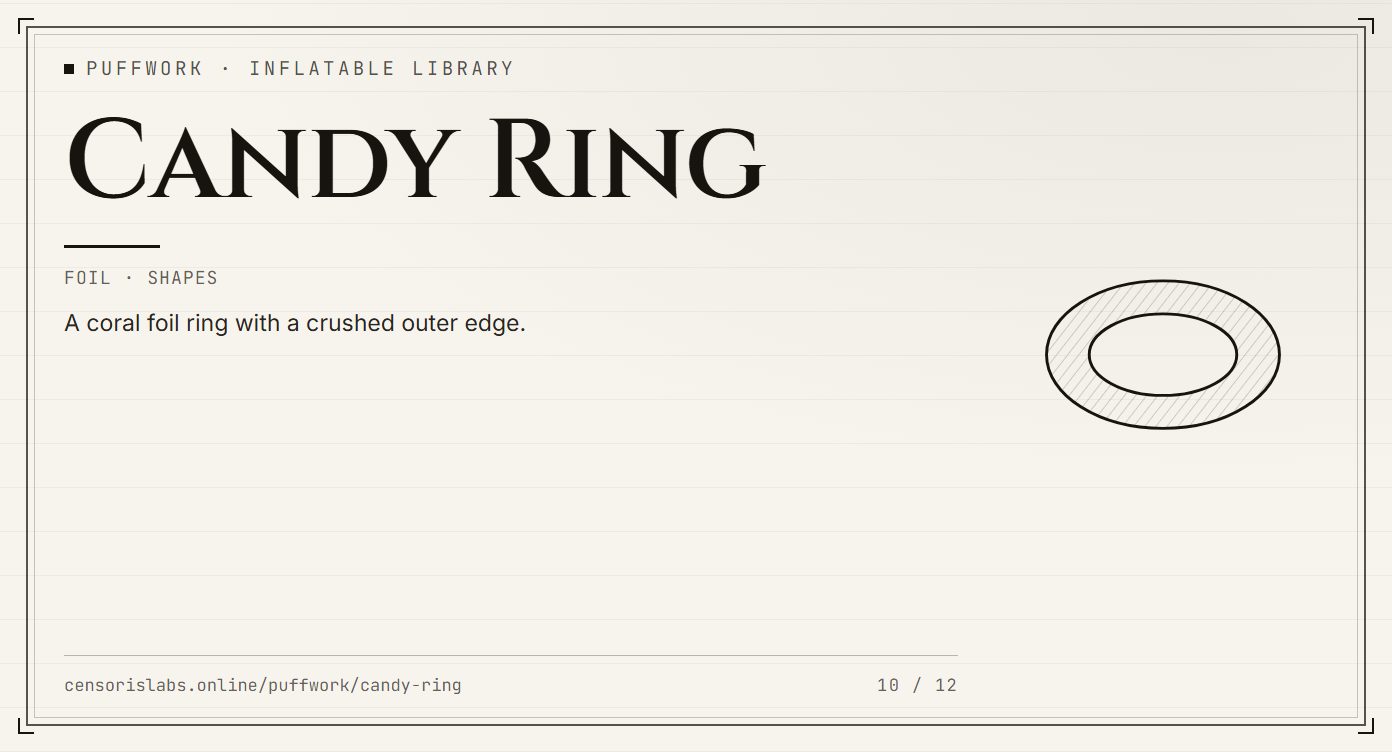 PUFFWORK · INFLATABLE LIBRARY
Candy Ring
FOIL · SHAPES
A coral foil ring with a crushed outer edge.
censorislabs.online/puffwork/candy-ring
10 / 12